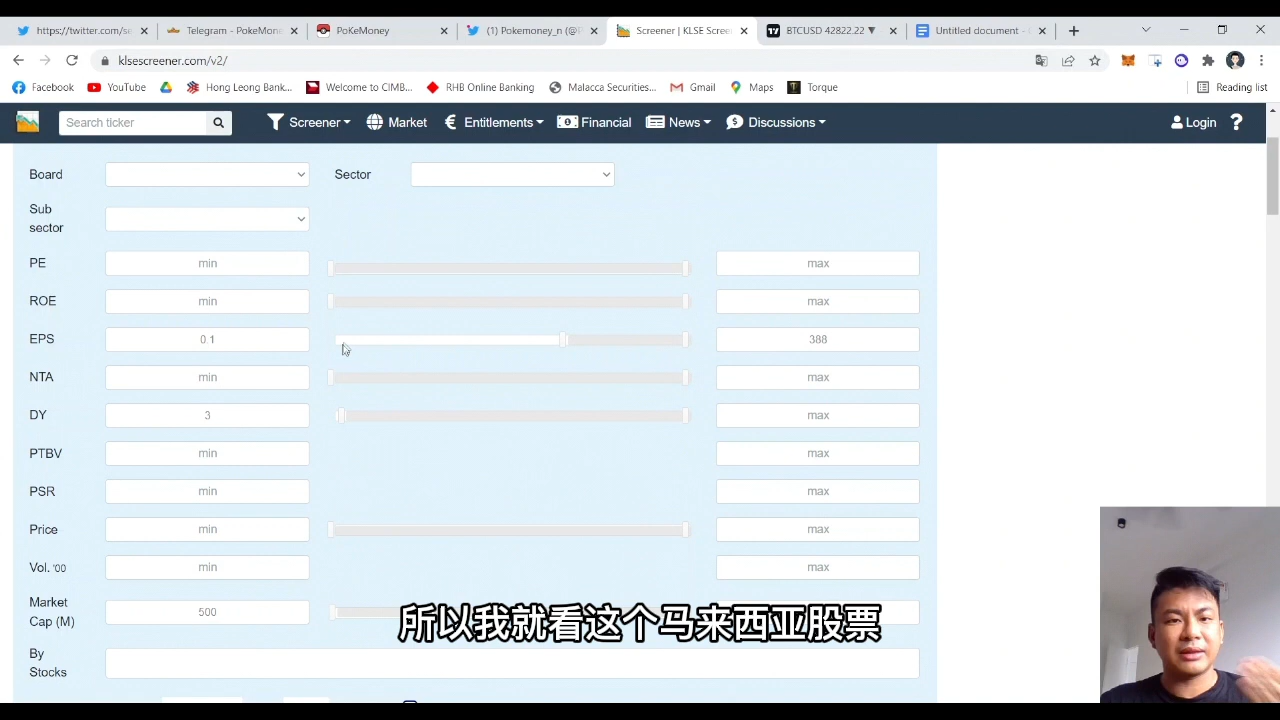 https://twitter.com/se
Telegram - PokeMone
PoKeMoney
(1) Pokemoney_n (@P
Screener | KLSE Scree
BTCUSD 42822.22 ▼
Untitled document -
klsescreener.com/v2/
Facebook
YouTube
Hong Leong Bank...
Welcome to CIMB...
RHB Online Banking
Malacca Securities...
Gmail
Maps
Torque
Reading list
Search ticker
Screener
Market
Entitlements
Financial
News
Discussions
Login
Board
Sector
Sub
sector
PE min max
ROE min max
EPS 0.1 388
NTA min max
DY 3 max
PTBV min max
PSR min max
Price min max
Vol. '00 min max
Market
Cap (M) 500
所以我就看这个马来西亚股票
By
Stocks